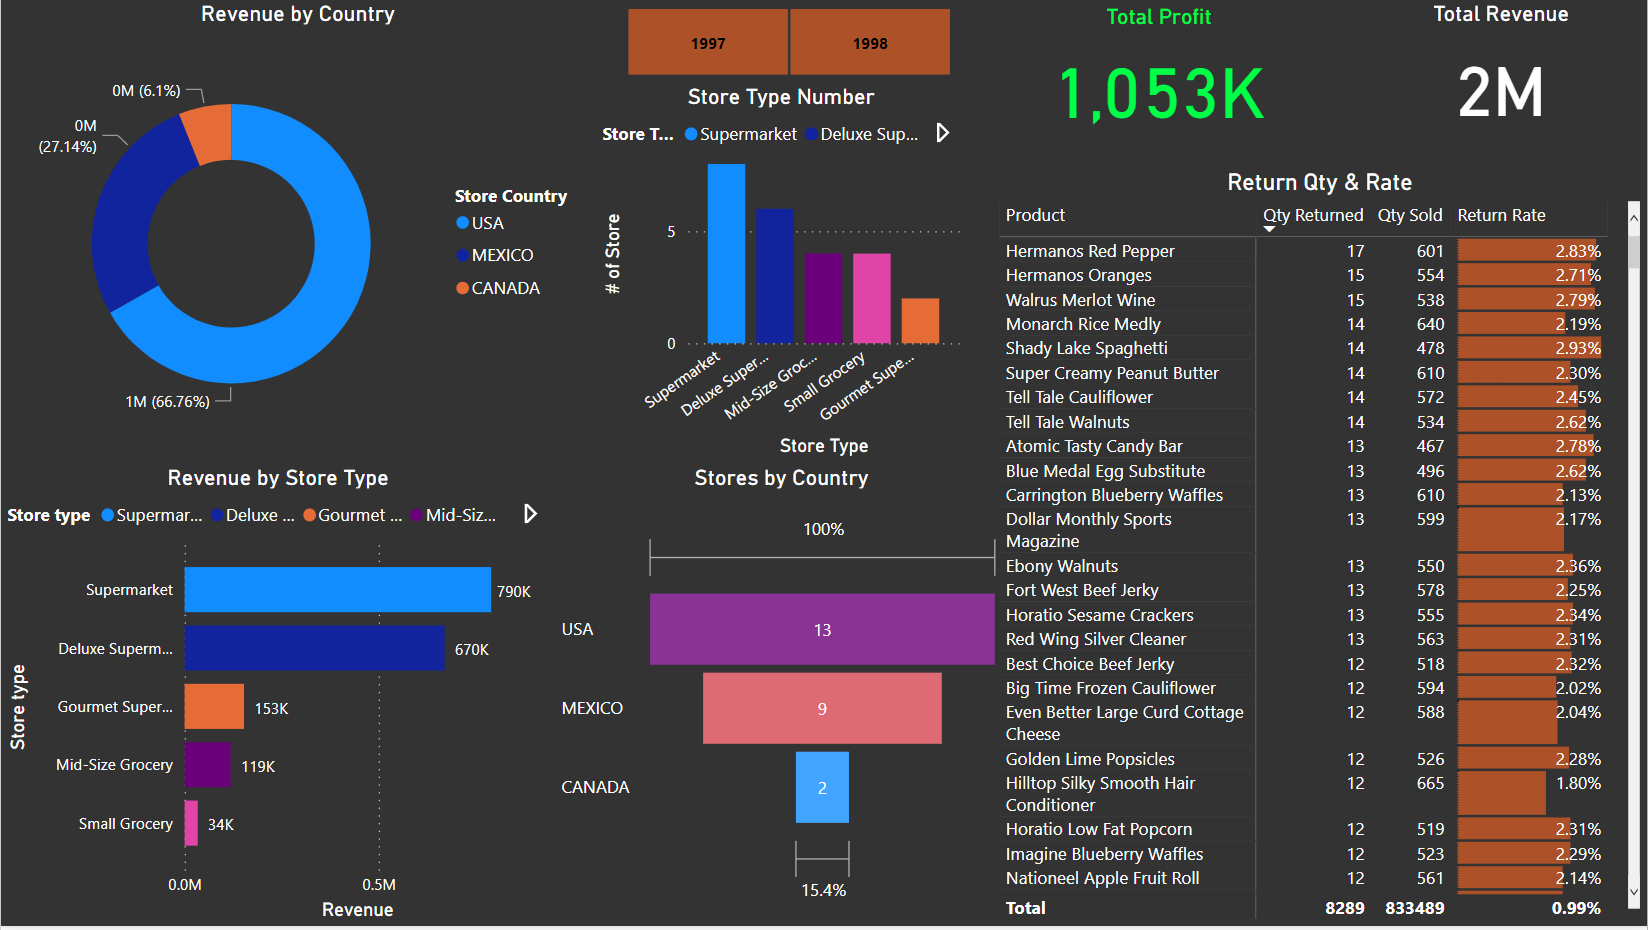 Revenue by Country
0M (6.1%)
0M
(27.14%)
1M (66.76%)
Store Country
USA
MEXICO
CANADA
1997
1998
Store Type Number
Store T... Supermarket Deluxe Sup...
# of Store
5
0
Supermarket
Deluxe Super...
Mid-Size Groc...
Small Grocery
Gourmet Supe...
Store Type
Total Profit
1,053K
Total Revenue
2M
Revenue by Store Type
Store type Supermar... Deluxe ... Gourmet ... Mid-Siz...
Store type
Supermarket 790K
Deluxe Superm... 670K
Gourmet Super... 153K
Mid-Size Grocery 119K
Small Grocery 34K
0.0M 0.5M
Revenue
Stores by Country
100%
USA 13
MEXICO 9
CANADA 2
15.4%
Return Qty & Rate
Product Qty Returned Qty Sold Return Rate
Hermanos Red Pepper 17 601 2.83%
Hermanos Oranges 15 554 2.71%
Walrus Merlot Wine 15 538 2.79%
Monarch Rice Medly 14 640 2.19%
Shady Lake Spaghetti 14 478 2.93%
Super Creamy Peanut Butter 14 610 2.30%
Tell Tale Cauliflower 14 572 2.45%
Tell Tale Walnuts 14 534 2.62%
Atomic Tasty Candy Bar 13 467 2.78%
Blue Medal Egg Substitute 13 496 2.62%
Carrington Blueberry Waffles 13 610 2.13%
Dollar Monthly Sports 13 599 2.17%
Magazine
Ebony Walnuts 13 550 2.36%
Fort West Beef Jerky 13 578 2.25%
Horatio Sesame Crackers 13 555 2.34%
Red Wing Silver Cleaner 13 563 2.31%
Best Choice Beef Jerky 12 518 2.32%
Big Time Frozen Cauliflower 12 594 2.02%
Even Better Large Curd Cottage 12 588 2.04%
Cheese
Golden Lime Popsicles 12 526 2.28%
Hilltop Silky Smooth Hair 12 665 1.80%
Conditioner
Horatio Low Fat Popcorn 12 519 2.31%
Imagine Blueberry Waffles 12 523 2.29%
Nationeel Apple Fruit Roll 12 561 2.14%
Total 8289 833489 0.99%